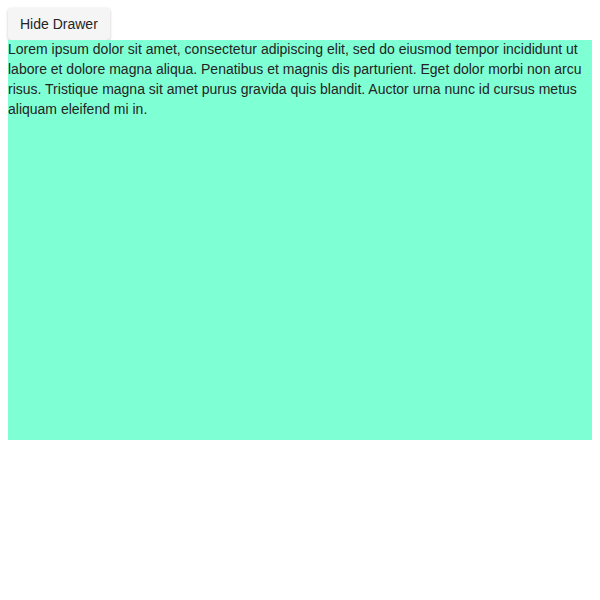 Hide Drawer
Lorem ipsum dolor sit amet, consectetur adipiscing elit, sed do eiusmod tempor incididunt ut
labore et dolore magna aliqua. Penatibus et magnis dis parturient. Eget dolor morbi non arcu
risus. Tristique magna sit amet purus gravida quis blandit. Auctor urna nunc id cursus metus
aliquam eleifend mi in.